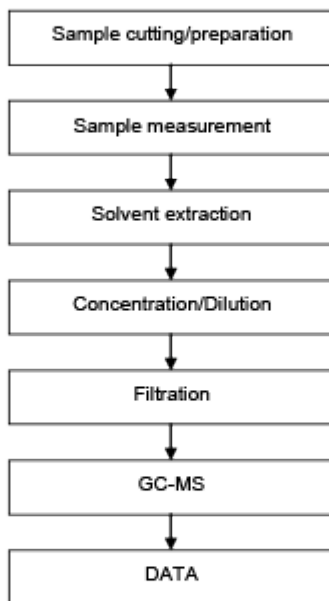 Sample cutting/preparation
Sample measurement
Solvent extraction
Concentration/Dilution
Filtration
GC-MS
DATA